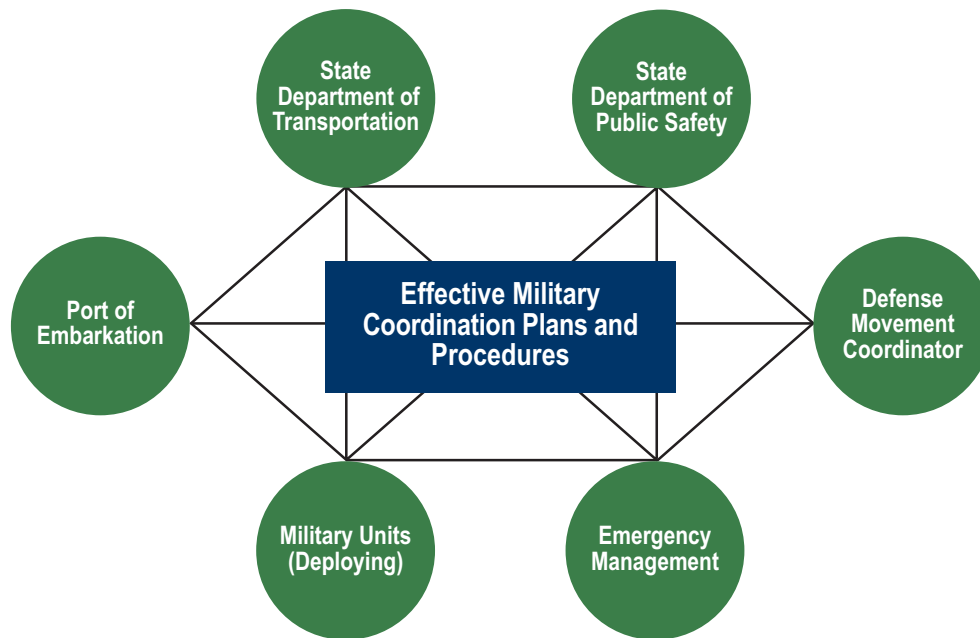 State
Department of
Transportation
State
Department of
Public Safety
Port of
Embarkation
Effective Military
Coordination Plans and
Procedures
Defense
Movement
Coordinator
Military Units
(Deploying)
Emergency
Management